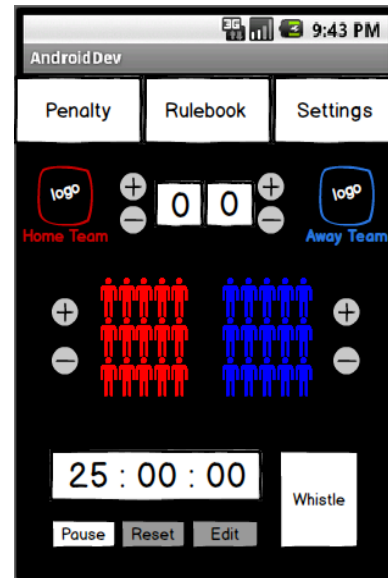 3G 9:43 PM
AndroidDev
Penalty Rulebook Settings
logo 0 0 logo
Home Team Away Team
25 : 00 : 00
Whistle
Pause Reset Edit